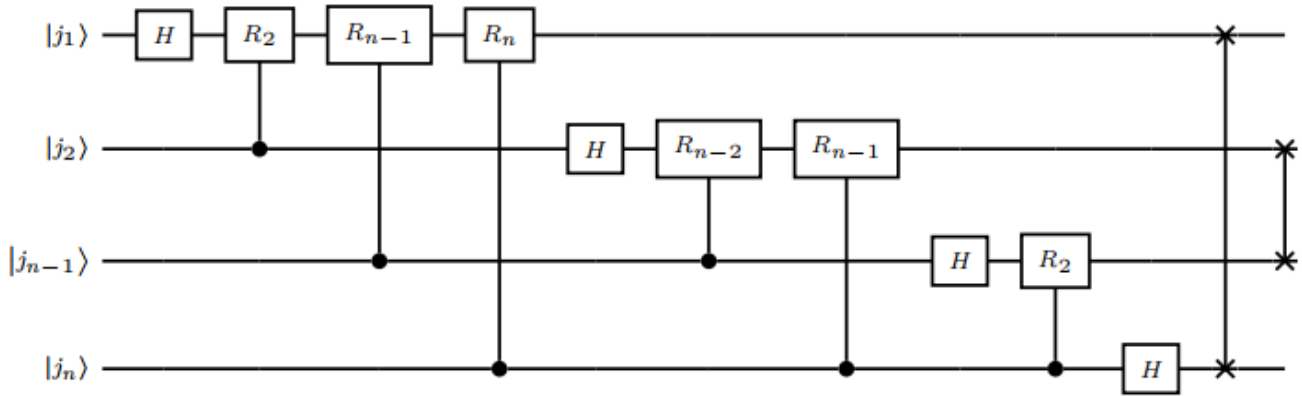 |j₁⟩ H R₂ Rₙ₋₁ Rₙ
|j₂⟩ H Rₙ₋₂ Rₙ₋₁
|jₙ₋₁⟩ H R₂
|jₙ⟩ H